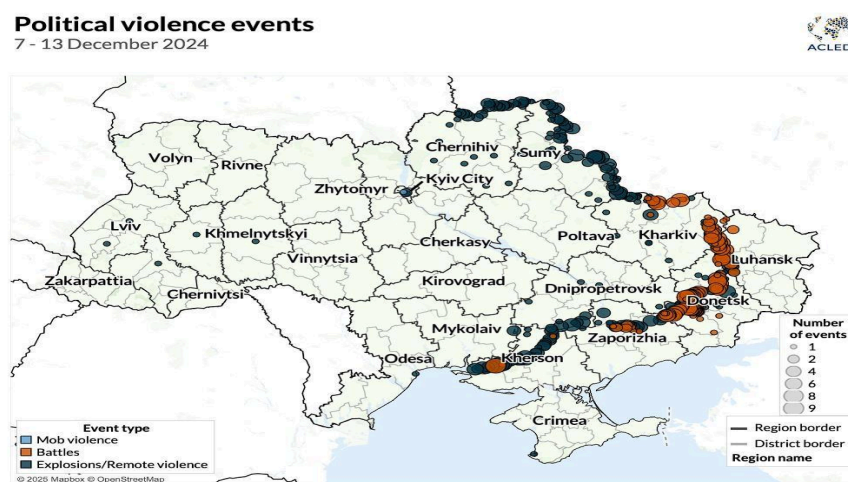 Political violence events
7 - 13 December 2024
ACLED
Chernihiv
Volyn
Rivne
Sumy
Zhytomyr
Kyiv City
Lviv
Khmelnytskyi
Cherkasy
Poltava
Kharkiv
Vinnytsia
Luhansk
Zakarpattia
Chernivtsi
Kirovograd
Dnipropetrovsk
Donetsk
Mykolaiv
Zaporizhia
Odesa
Kherson
Crimea
Number
of events
1
2
4
6
8
9
Event type
Mob violence
Battles
Explosions/Remote violence
Region border
District border
Region name
© 2025 Mapbox © OpenStreetMap